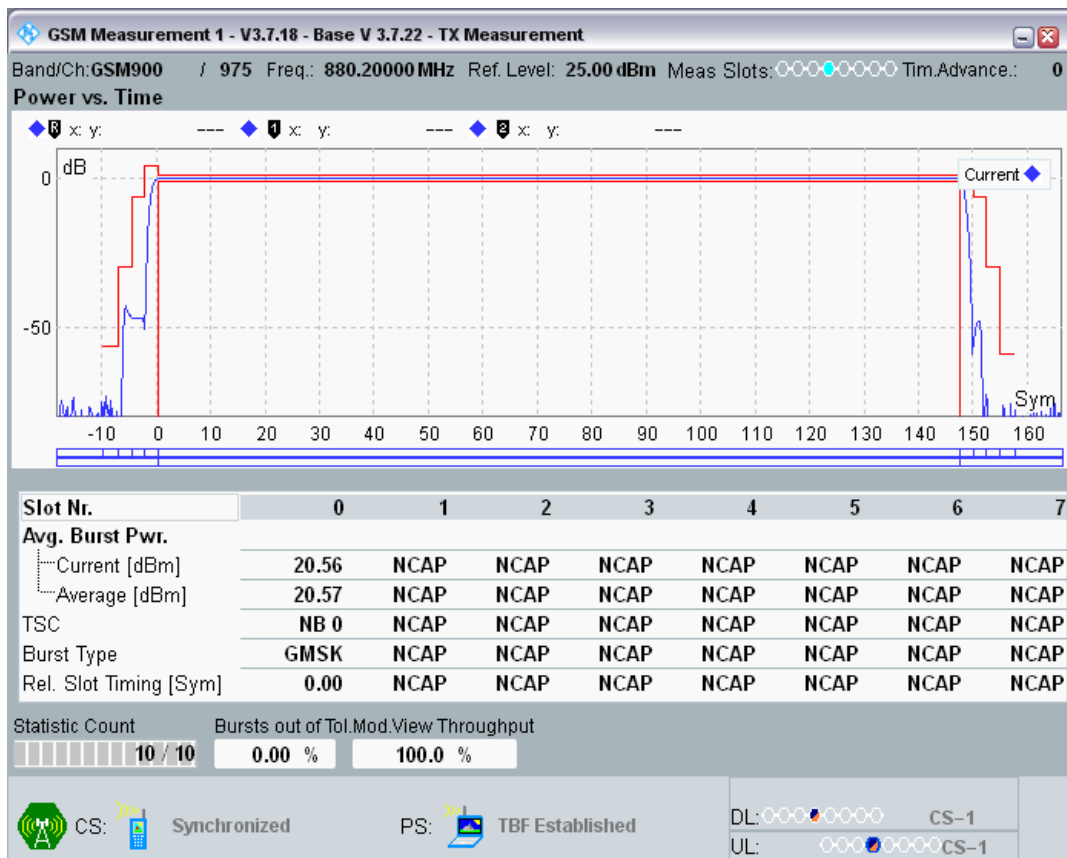 GSM Measurement 1 - V3.7.18 - Base V 3.7.22 - TX Measurement
Band/Ch:GSM900 / 975 Freq.: 880.20000 MHz Ref. Level: 25.00 dBm Meas Slots: Tim.Advance.: 0
Power vs. Time
R x: y: --- 1 x: y: --- 2 x: y: ---
dB
0
Current
-50
Sym
-10 0 10 20 30 40 50 60 70 80 90 100 110 120 130 140 150 160
Slot Nr. 0 1 2 3 4 5 6 7
Avg. Burst Pwr.
Current [dBm] 20.56 NCAP NCAP NCAP NCAP NCAP NCAP NCAP
Average [dBm] 20.57 NCAP NCAP NCAP NCAP NCAP NCAP NCAP
TSC NB 0 NCAP NCAP NCAP NCAP NCAP NCAP NCAP
Burst Type GMSK NCAP NCAP NCAP NCAP NCAP NCAP NCAP
Rel. Slot Timing [Sym] 0.00 NCAP NCAP NCAP NCAP NCAP NCAP NCAP
Statistic Count Bursts out of Tol. Mod.View Throughput
10 / 10 0.00 % 100.0 %
CS: Synchronized PS: TBF Established DL: CS-1
UL: CS-1